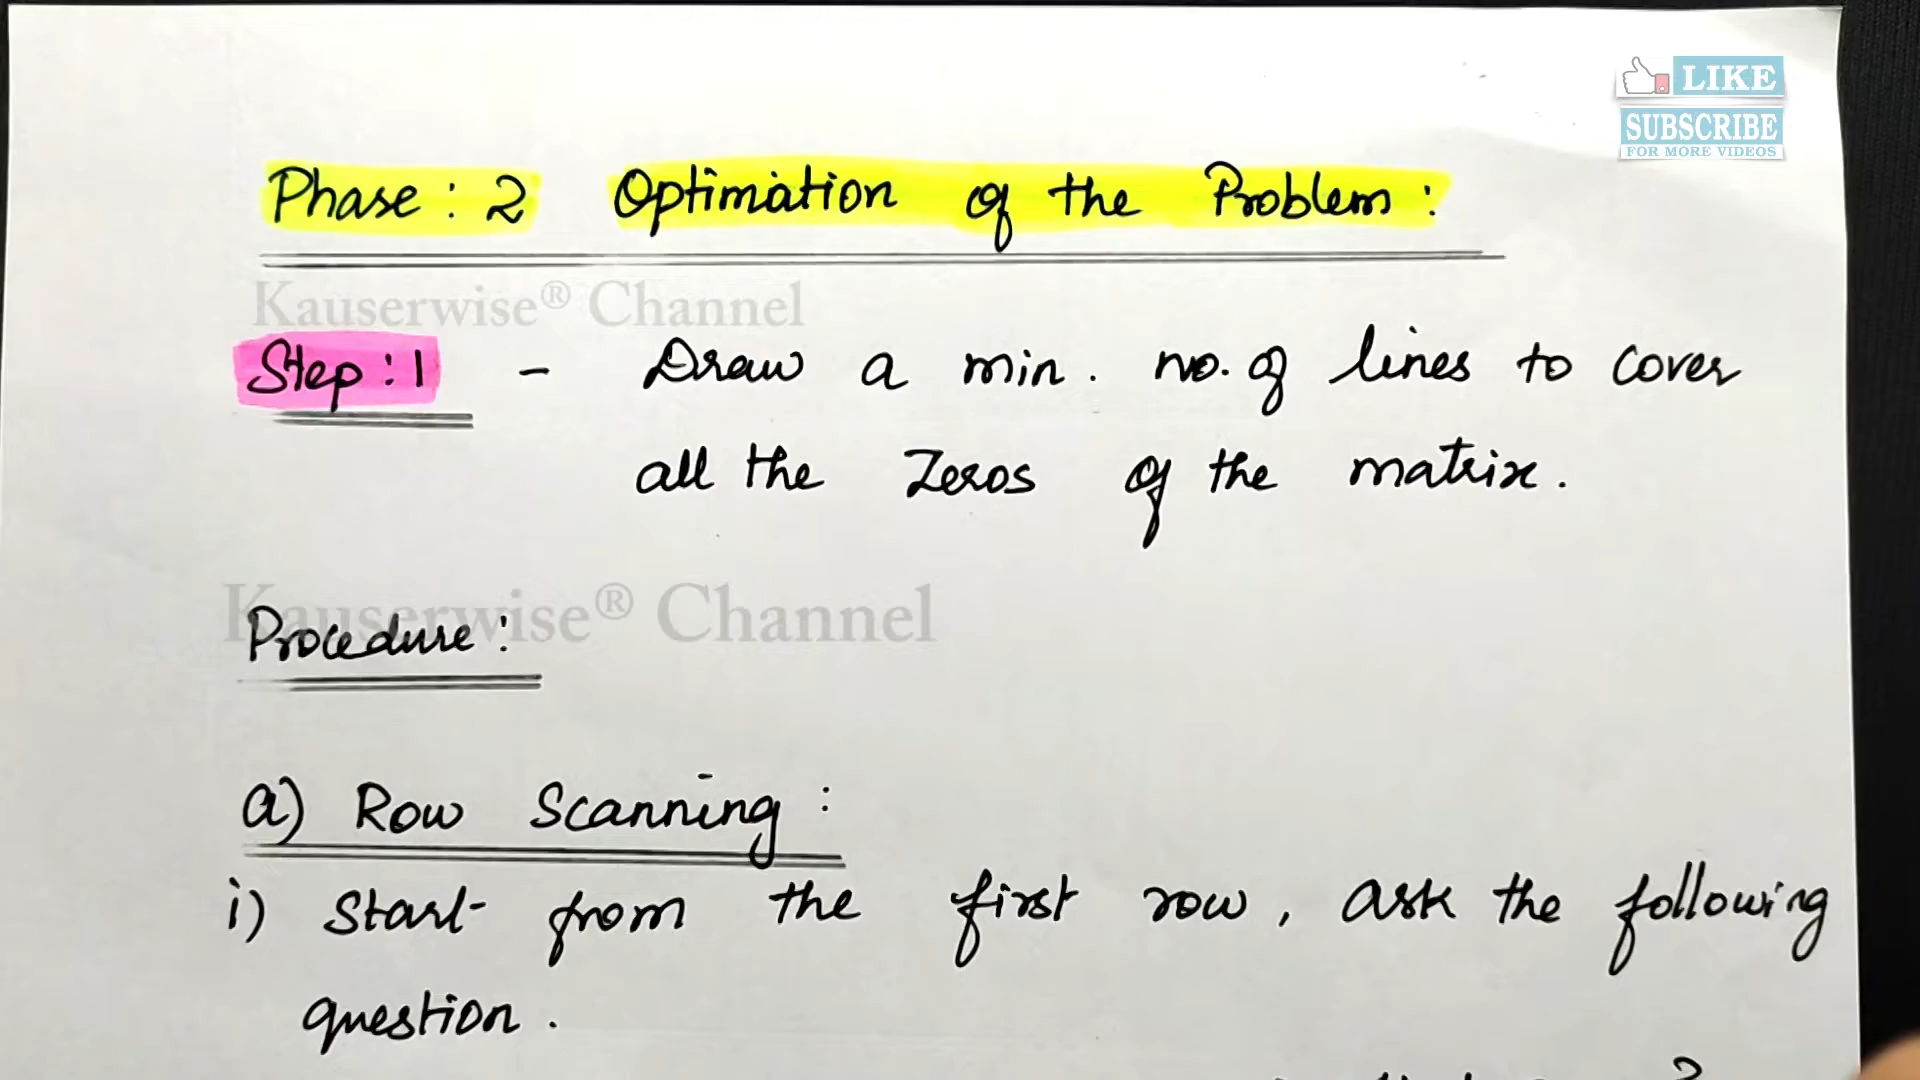 LIKE
SUBSCRIBE
FOR MORE VIDEOS
Phase : 2 Optimiation of the Problem :
Kauserwise® Channel
Step : 1 - Draw a min. no. of lines to cover
all the Zeros of the matrix.
Kauserwise® Channel
Procedure :
a) Row Scanning :
i) Start from the first row, ask the following
question.